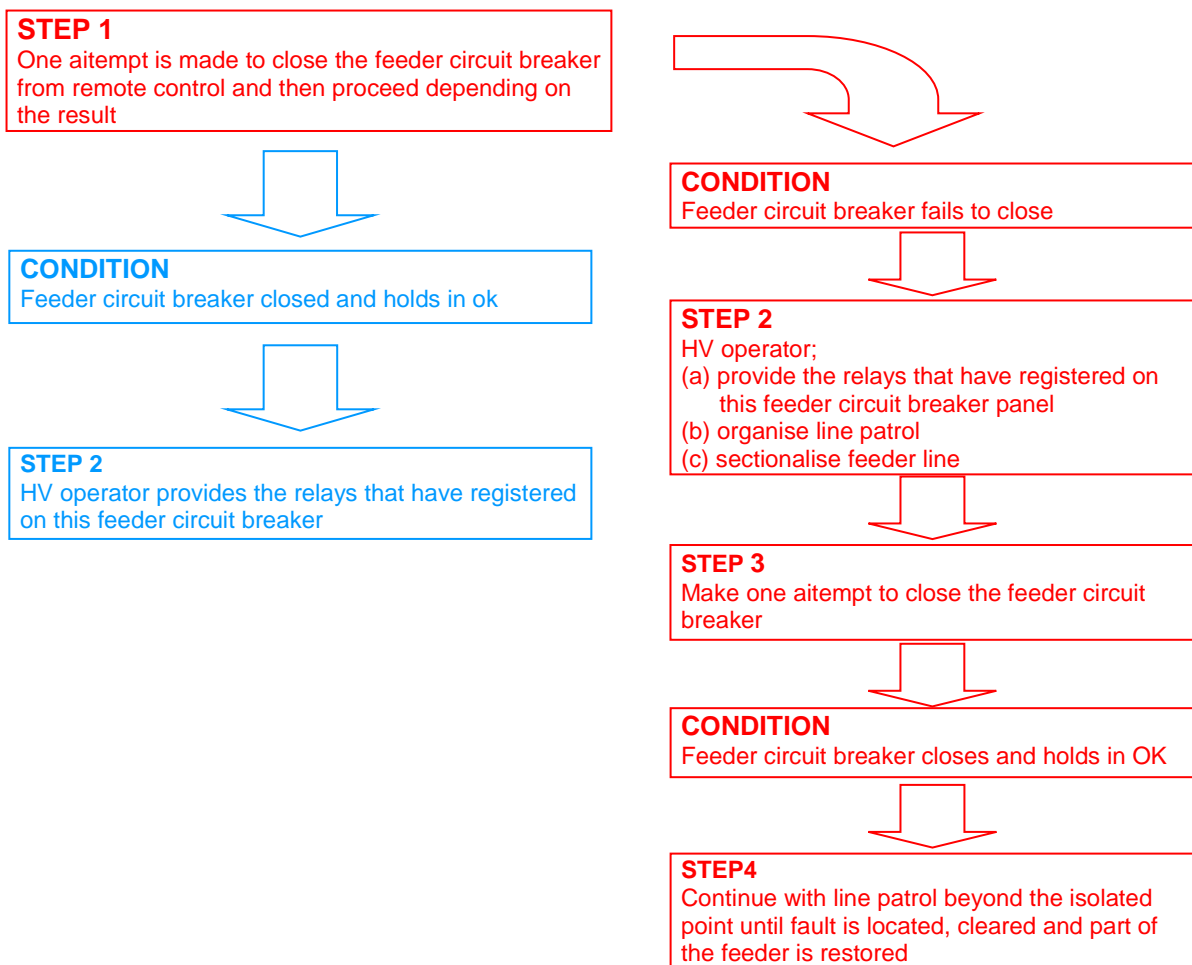 STEP 1
One aitempt is made to close the feeder circuit breaker
from remote control and then proceed depending on
the result
CONDITION
Feeder circuit breaker closed and holds in ok
STEP 2
HV operator provides the relays that have registered
on this feeder circuit breaker
CONDITION
Feeder circuit breaker fails to close
STEP 2
HV operator;
(a) provide the relays that have registered on
this feeder circuit breaker panel
(b) organise line patrol
(c) sectionalise feeder line
STEP 3
Make one aitempt to close the feeder circuit
breaker
CONDITION
Feeder circuit breaker closes and holds in OK
STEP4
Continue with line patrol beyond the isolated
point until fault is located, cleared and part of
the feeder is restored